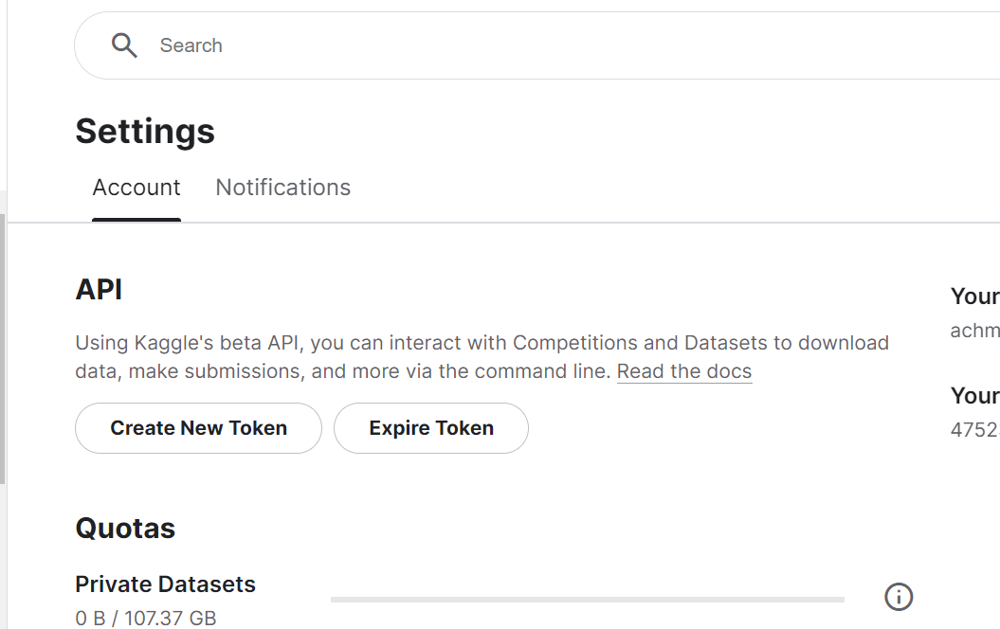 Search
Settings
Account Notifications
API
Using Kaggle's beta API, you can interact with Competitions and Datasets to download
data, make submissions, and more via the command line. Read the docs
Create New Token Expire Token
Your
achm
Your
4752
Quotas
Private Datasets
0 B / 107.37 GB